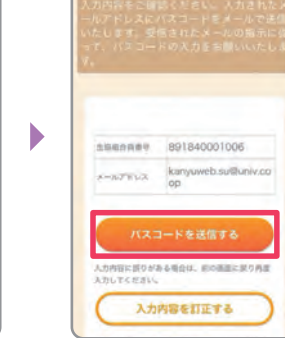 入力内容をご確認ください。入力されたメ
ールアドレスにパスコードをメールで送信
いたします。受信されたメールの指示に従
って、パスコードの入力をお願いいたしま
す。
生協組合員番号 891840001006
メールアドレス kanyuweb.su@univ.co
op
パスコードを送信する
入力内容に誤りがある場合は、前の画面に戻り再度
入力してください。
入力内容を訂正する